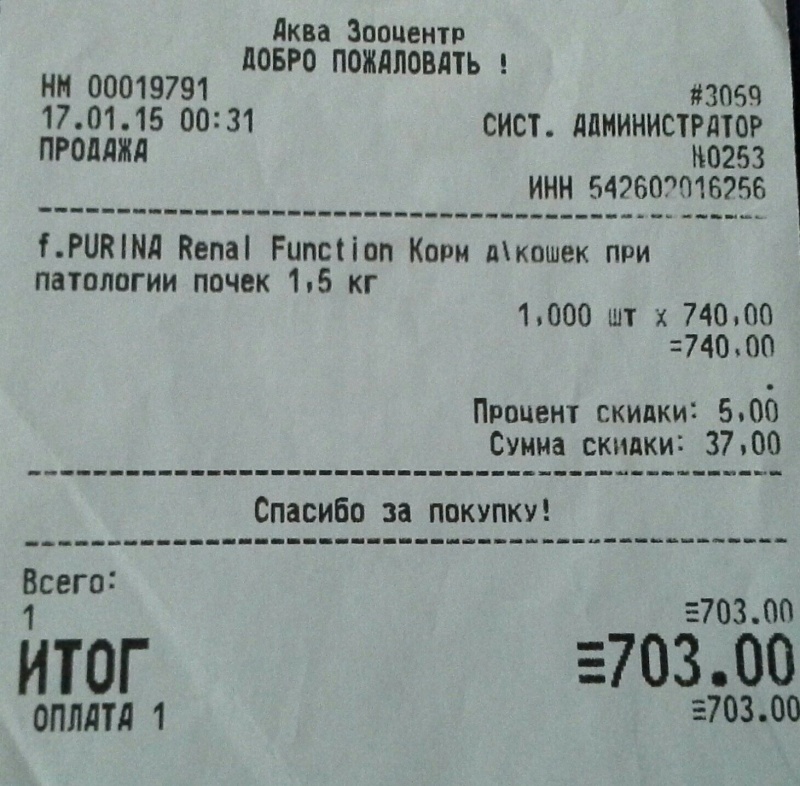 Аква Зооцентр
ДОБРО ПОЖАЛОВАТЬ !
НМ 00019791 #3059
17.01.15 00:31 СИСТ. АДМИНИСТРАТОР
ПРОДАЖА №0253
ИНН 542602016256
f.PURINA Renal Function Корм д\кошек при
патологии почек 1,5 кг
1,000 шт х 740,00
=740,00
Процент скидки: 5,00
Сумма скидки: 37,00
Спасибо за покупку!
Всего:
1 ≡703.00
ИТОГ ≡703.00
ОПЛАТА 1 ≡703.00